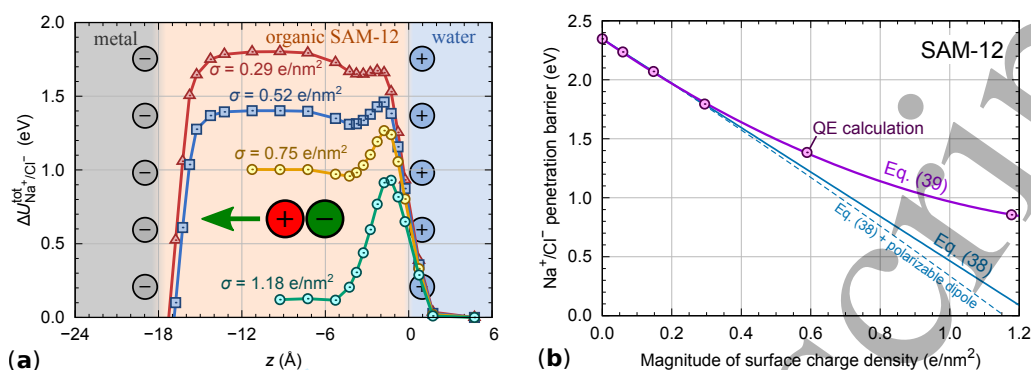 metal
organic SAM-12
water
σ = 0.29 e/nm²
σ = 0.52 e/nm²
σ = 0.75 e/nm²
σ = 1.18 e/nm²
− + − + − + − + − +
+ −
ΔU^tot_Na⁺/Cl⁻ (eV)
2.0
1.5
1.0
0.5
0.0
−24 −18 −12 −6 0 6
z (Å)
(a)
SAM-12
QE calculation
Eq. (39)
Eq. (38)
Eq. (38) + polarizable dipole
Na⁺/Cl⁻ penetration barrier (eV)
2.5
2.0
1.5
1.0
0.5
0.0
0.0 0.2 0.4 0.6 0.8 1.0 1.2
Magnitude of surface charge density (e/nm²)
(b)